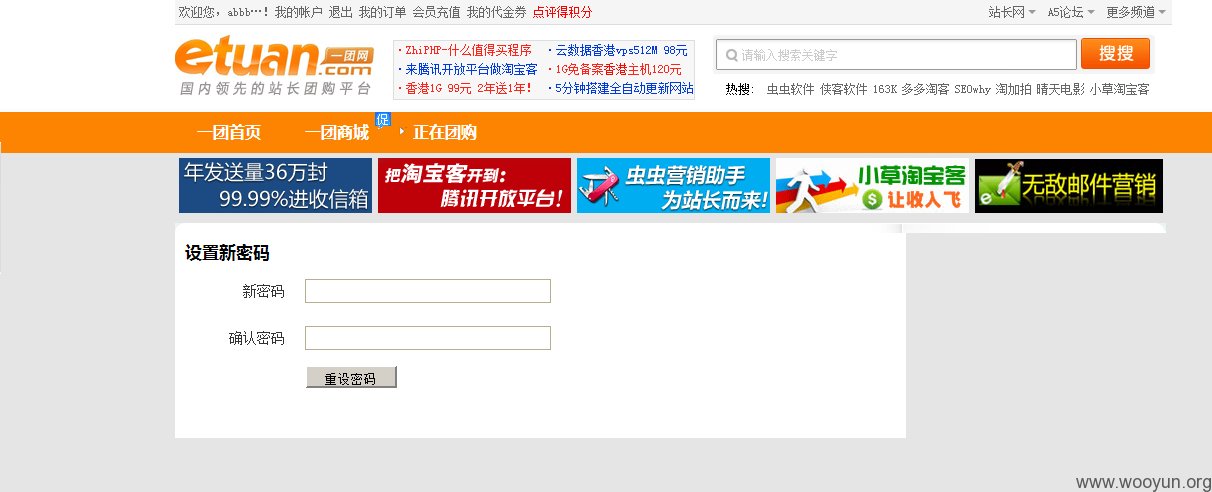 欢迎您，abbb…！ 我的帐户 退出 我的订单 会员充值 我的代金券 点评得积分 站长网 A5论坛 更多频道
etuan.com 一团网
国内领先的站长团购平台
·ZhiPHP-什么值得买程序 ·云数据香港vps512M 98元
·来腾讯开放平台做淘宝客 ·1G免备案香港主机120元
·香港1G 99元 2年送1年! ·5分钟搭建全自动更新网站
请输入搜索关键字 搜搜
热搜: 虫虫软件 侠客软件 163K 多多淘客 SEOwhy 淘加拍 晴天电影 小草淘宝客
一团首页 一团商城 促 正在团购
年发送量36万封
99.99%进收信箱
把淘宝客开到:
腾讯开放平台!
虫虫营销助手
为站长而来!
小草淘宝客
让收入飞
无敌邮件营销
设置新密码
新密码
确认密码
重设密码
www.wooyun.org